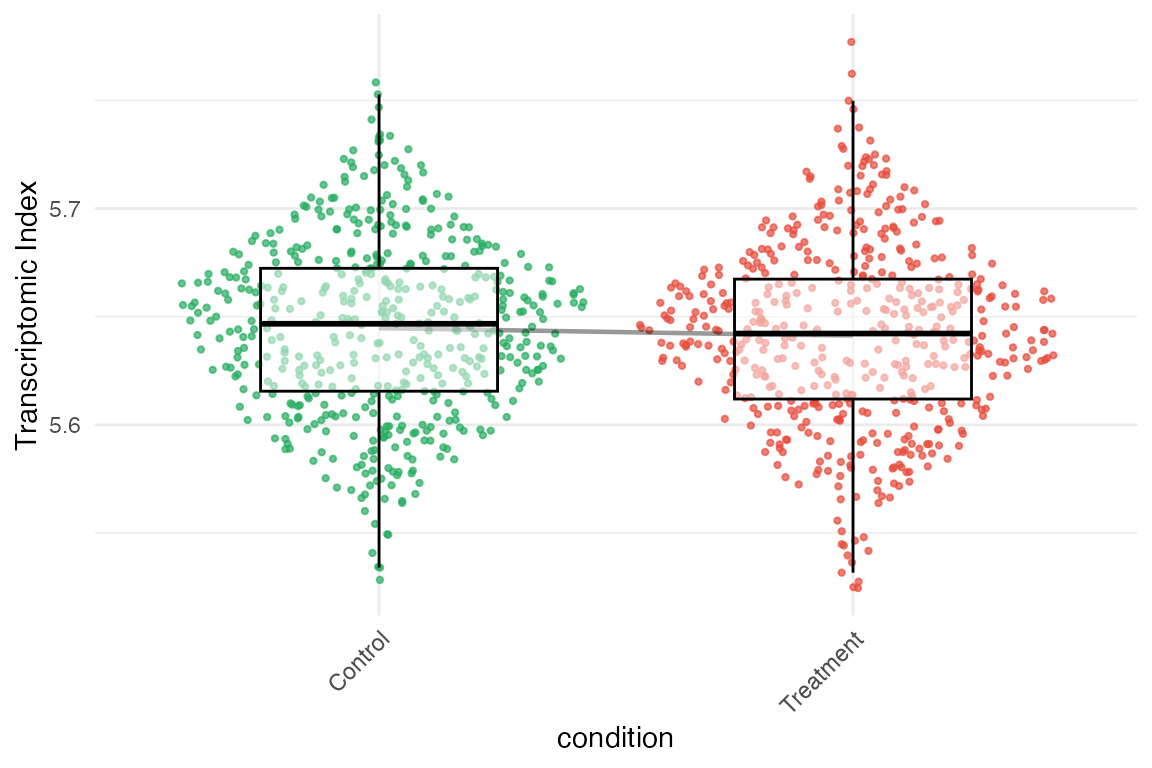 Transcriptomic Index
5.7
5.6
Control
Treatment
condition